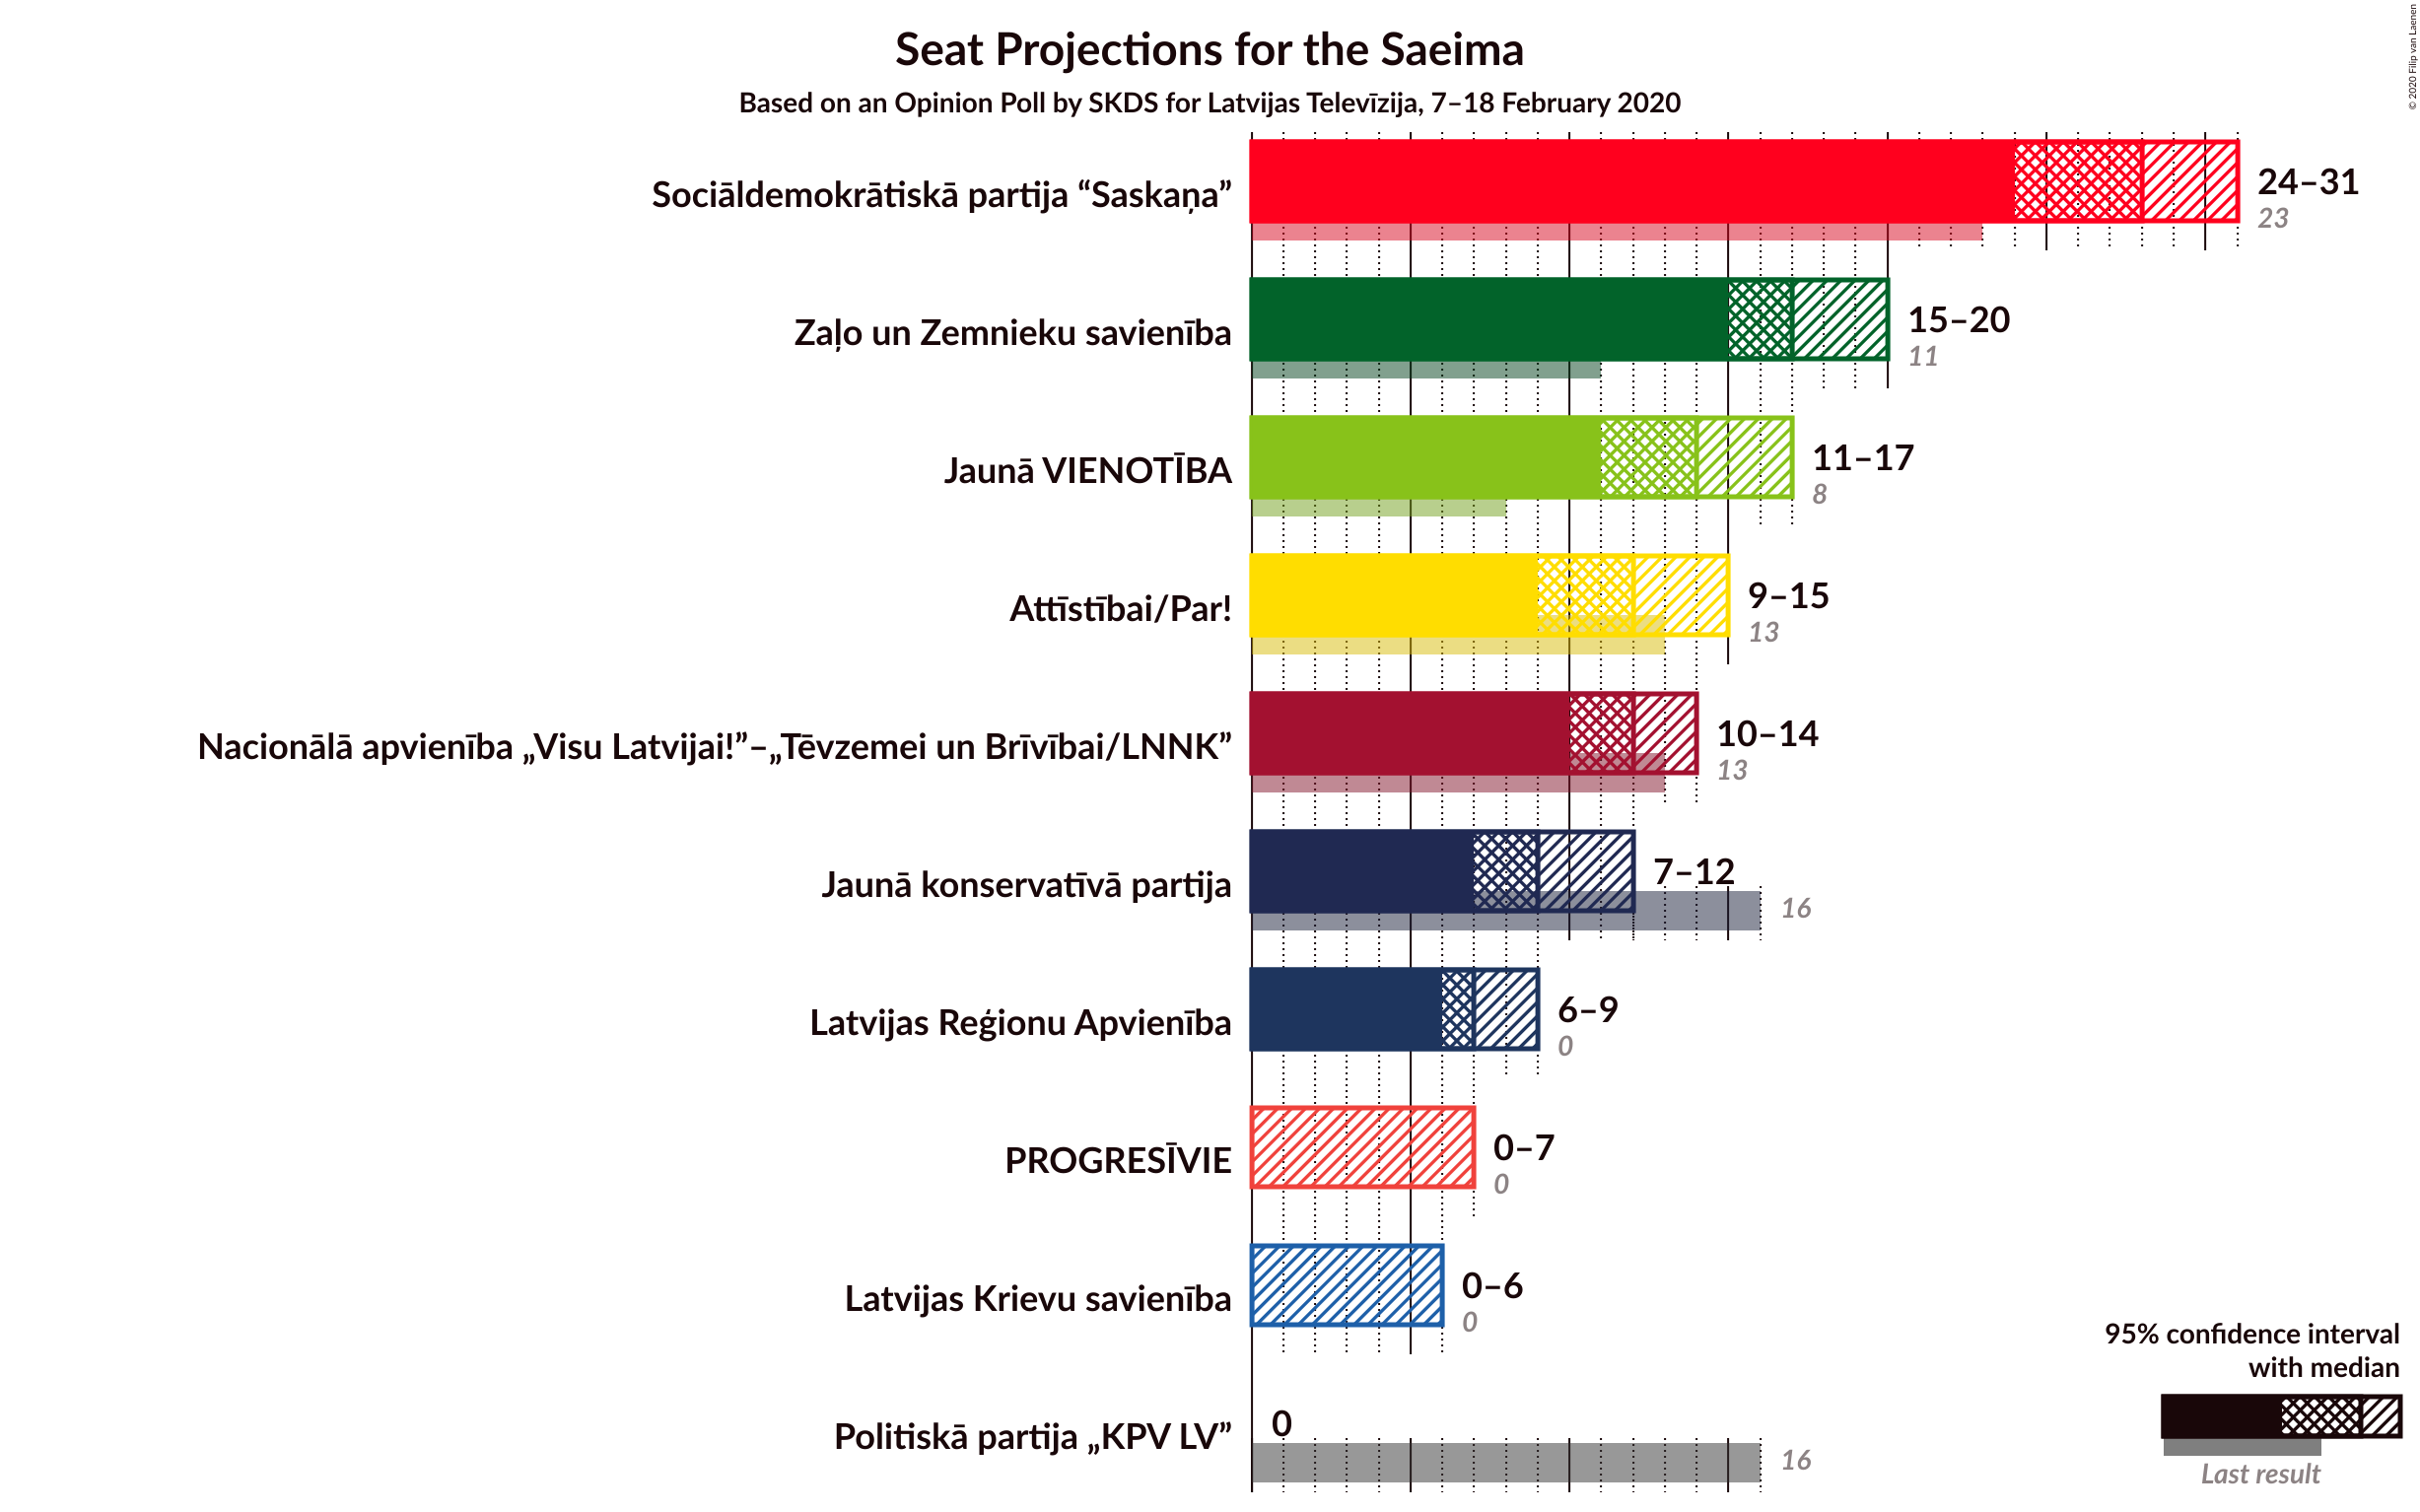 Seat Projections for the Saeima
Based on an Opinion Poll by SKDS for Latvijas Televīzija, 7–18 February 2020
© 2020 Filip van Laenen
Sociāldemokrātiskā partija “Saskaņa”
24–31
23
Zaļo un Zemnieku savienība
15–20
11
Jaunā VIENOTĪBA
11–17
8
Attīstībai/Par!
9–15
13
Nacionālā apvienība „Visu Latvijai!”–„Tēvzemei un Brīvībai/LNNK”
10–14
13
Jaunā konservatīvā partija
7–12
16
Latvijas Reģionu Apvienība
6–9
0
PROGRESĪVIE
0–7
0
Latvijas Krievu savienība
0–6
0
Politiskā partija „KPV LV”
0
16
95% confidence interval
with median
Last result